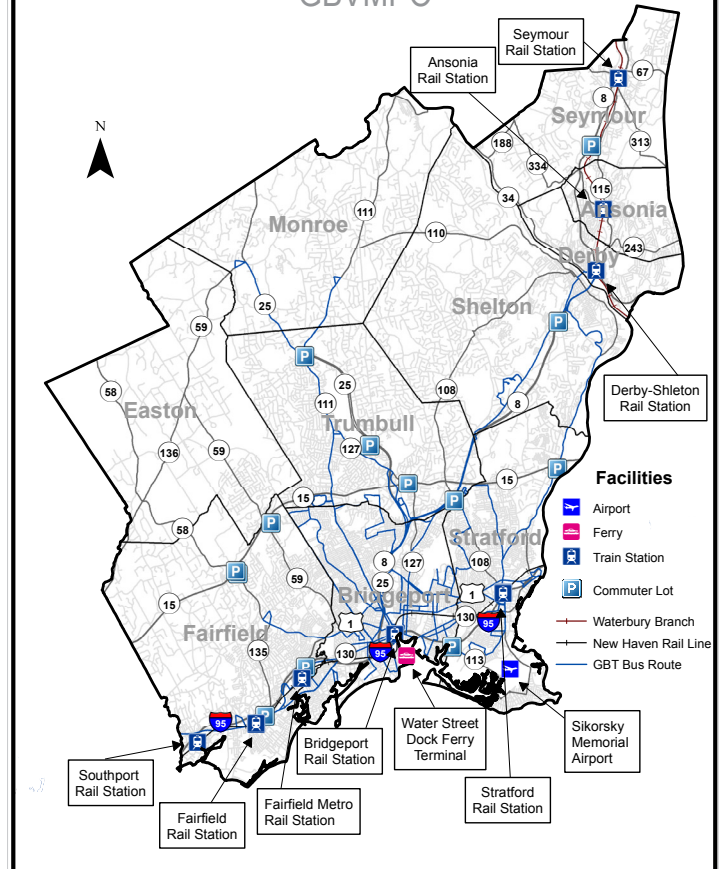 GBVMPO
Seymour
Rail Station
Ansonia
Rail Station
67
8
Seymour
N
188
313
334
115
34
Ansonia
111
Monroe
110
243
Derby
25
Shelton
59
25
108
8
Derby-Shleton
Rail Station
58
111
Easton
Trumbull
136
127
59
15
15
58
Facilities
Airport
Ferry
Train Station
Commuter Lot
Waterbury Branch
New Haven Rail Line
GBT Bus Route
Stratford
108
8
127
25
59
Bridgeport
1
15
1
130
95
Fairfield
135
130
95
113
95
Southport
Rail Station
Fairfield
Rail Station
Fairfield Metro
Rail Station
Bridgeport
Rail Station
Water Street
Dock Ferry
Terminal
Stratford
Rail Station
Sikorsky
Memorial
Airport